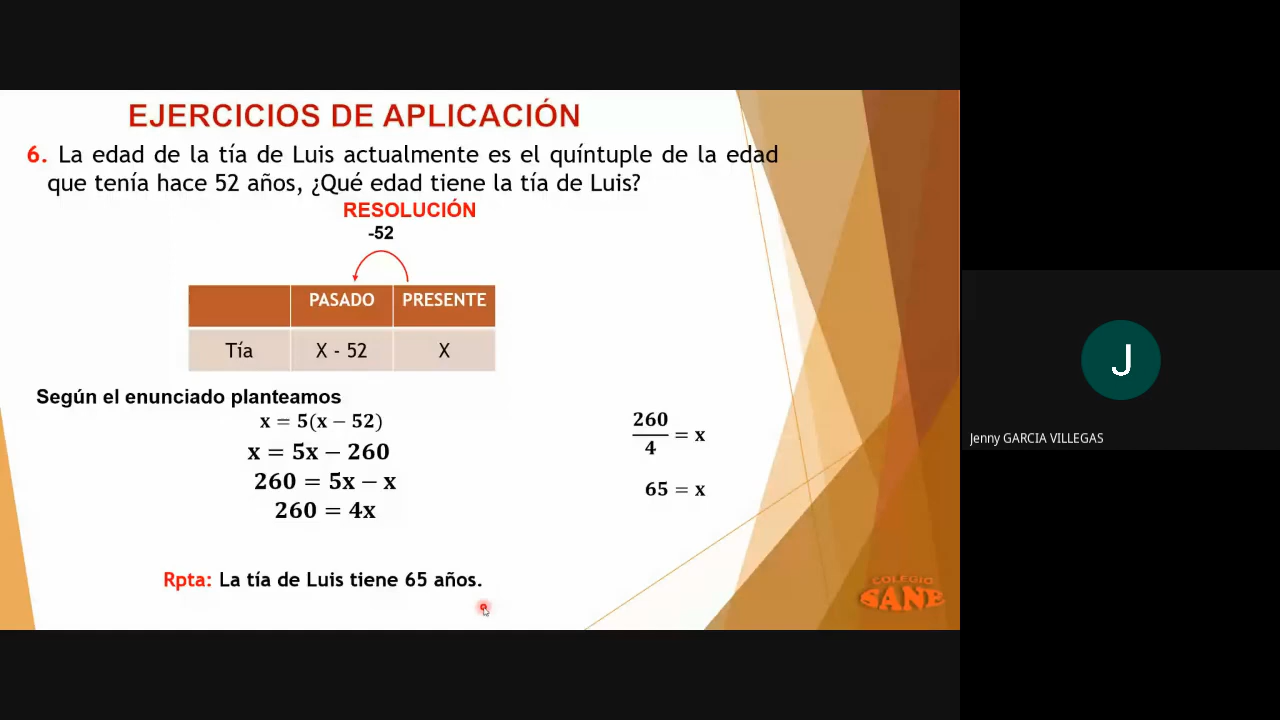 EJERCICIOS DE APLICACIÓN
6. La edad de la tía de Luis actualmente es el quíntuple de la edad
que tenía hace 52 años, ¿Qué edad tiene la tía de Luis?
RESOLUCIÓN
-52
PASADO PRESENTE
Tía X - 52 X
Según el enunciado planteamos
x = 5(x − 52)
x = 5x − 260
260 = 5x − x
260 = 4x
260
4
= x
65 = x
Rpta: La tía de Luis tiene 65 años.
COLEGIO
SANE
J
Jenny GARCIA VILLEGAS